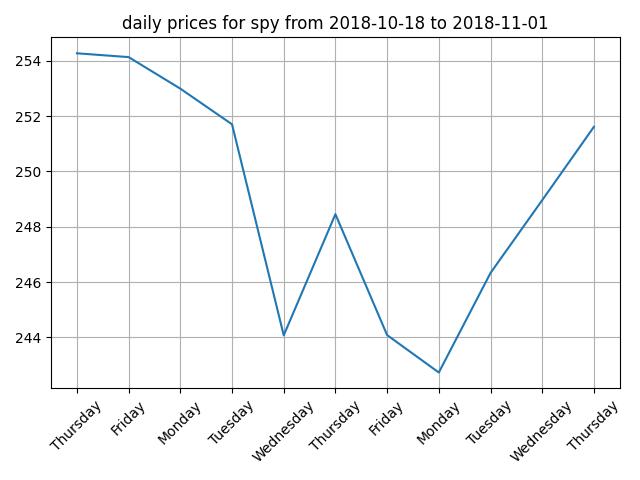 daily prices for spy from 2018-10-18 to 2018-11-01
254
252
250
248
246
244
Thursday
Friday
Monday
Tuesday
Wednesday
Thursday
Friday
Monday
Tuesday
Wednesday
Thursday